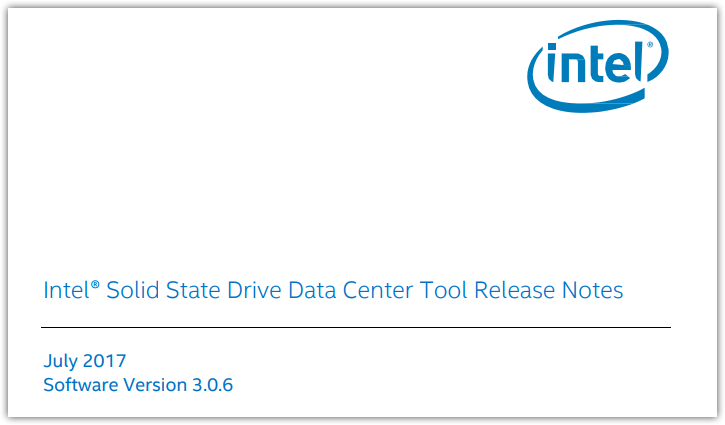 intel®
Intel® Solid State Drive Data Center Tool Release Notes
July 2017
Software Version 3.0.6